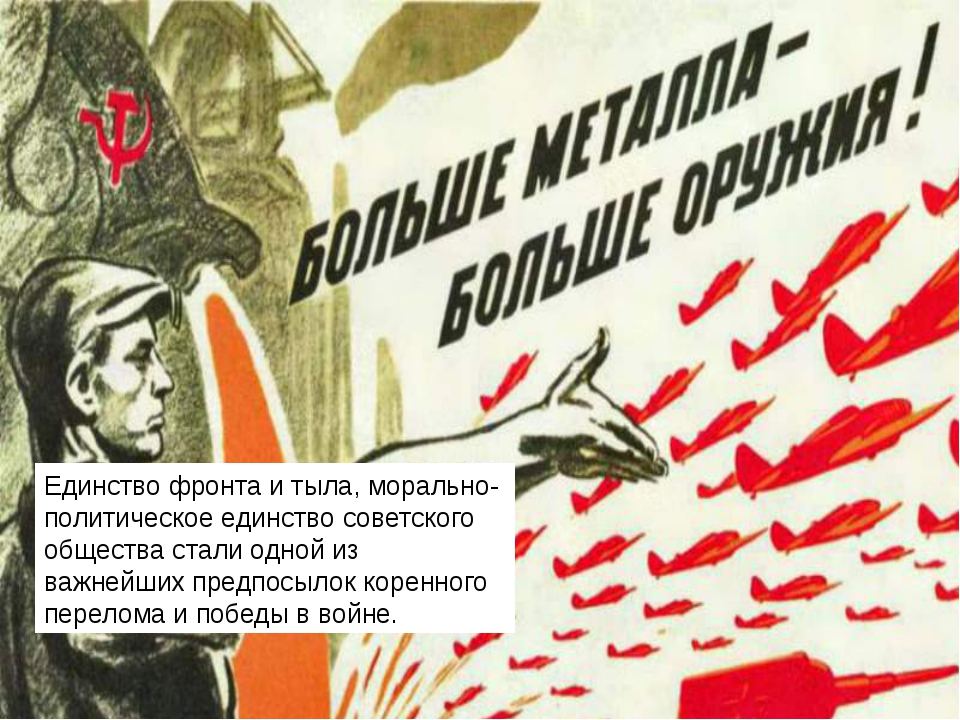 БОЛЬШЕ МЕТАЛЛА –
БОЛЬШЕ ОРУЖИЯ!
Единство фронта и тыла, морально-
политическое единство советского
общества стали одной из
важнейших предпосылок коренного
перелома и победы в войне.